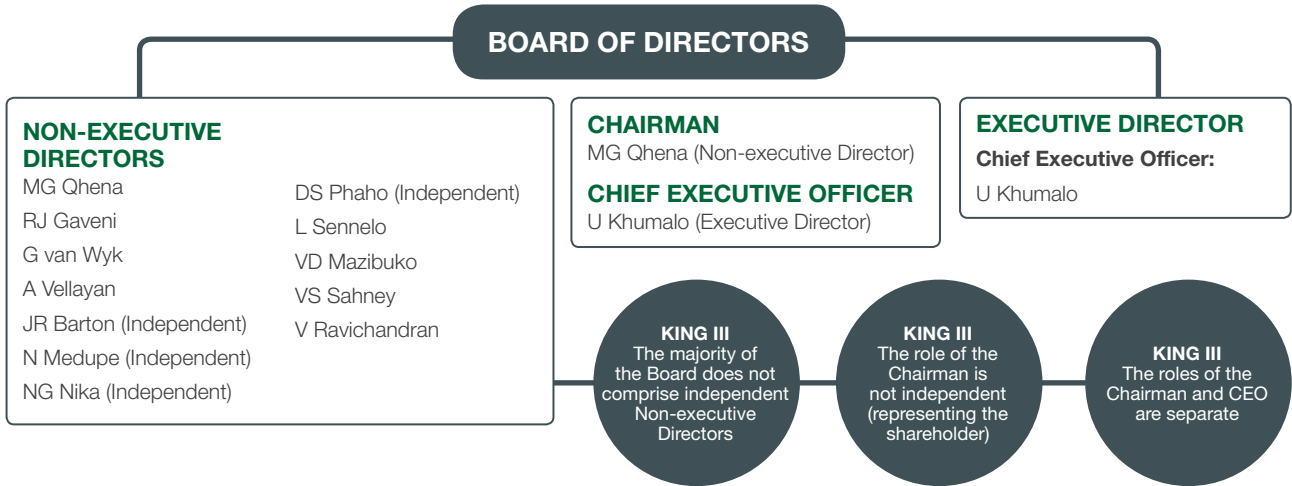 BOARD OF DIRECTORS
NON-EXECUTIVE
DIRECTORS
MG Qhena
RJ Gaveni
G van Wyk
A Vellayan
JR Barton (Independent)
N Medupe (Independent)
NG Nika (Independent)
DS Phaho (Independent)
L Sennelo
VD Mazibuko
VS Sahney
V Ravichandran
CHAIRMAN
MG Qhena (Non-executive Director)
CHIEF EXECUTIVE OFFICER
U Khumalo (Executive Director)
EXECUTIVE DIRECTOR
Chief Executive Officer:
U Khumalo
KING III
The majority of
the Board does not
comprise independent
Non-executive
Directors
KING III
The role of the
Chairman is
not independent
(representing the
shareholder)
KING III
The roles of the
Chairman and CEO
are separate